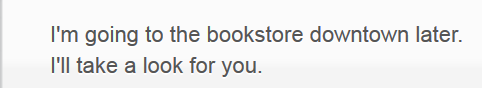 I'm going to the bookstore downtown later.
I'll take a look for you.